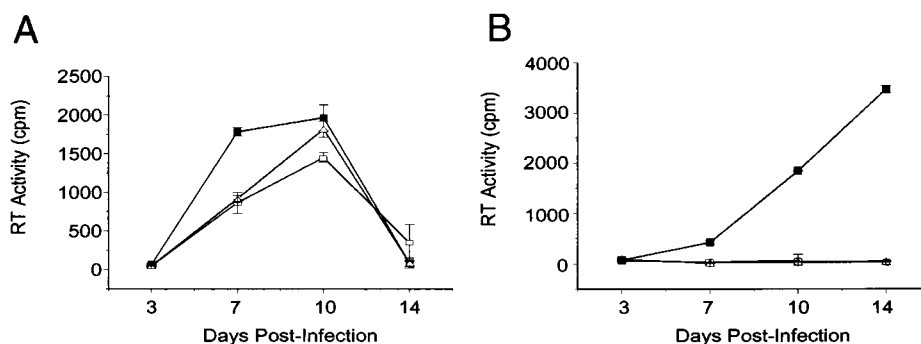 A
RT Activity (cpm)
2500
2000
1500
1000
500
0
3 7 10 14
Days Post-Infection
B
RT Activity (cpm)
4000
3000
2000
1000
0
3 7 10 14
Days Post-Infection